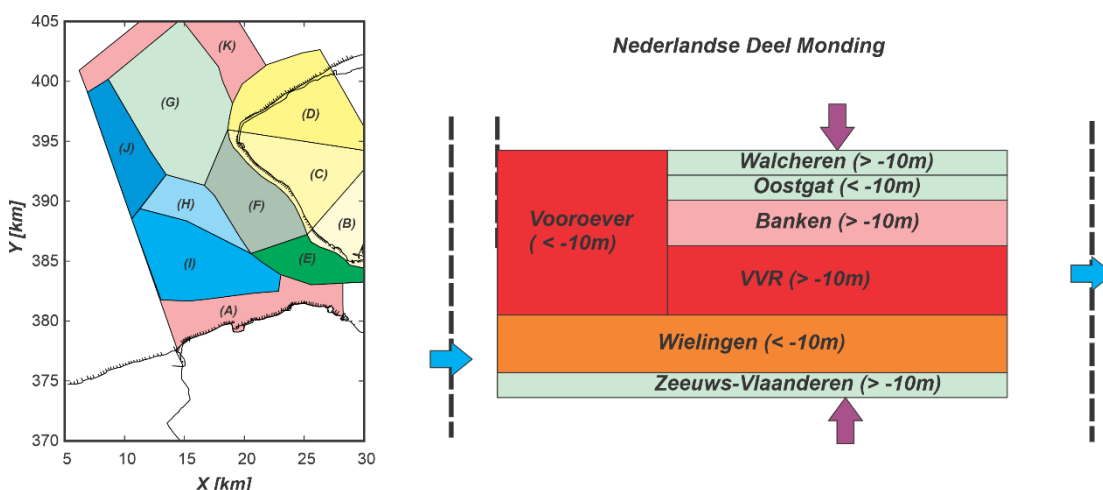 405
400
395
390
385
380
375
370
Y [km]
5
10
15
20
25
30
X [km]
(K)
(G)
(D)
(J)
(C)
(H)
(F)
(B)
(E)
(I)
(A)
Nederlandse Deel Monding
Walcheren (> -10m)
Oostgat (< -10m)
Vooroever
( < -10m)
Banken (> -10m)
VVR (> -10m)
Wielingen (< -10m)
Zeeuws-Vlaanderen (> -10m)